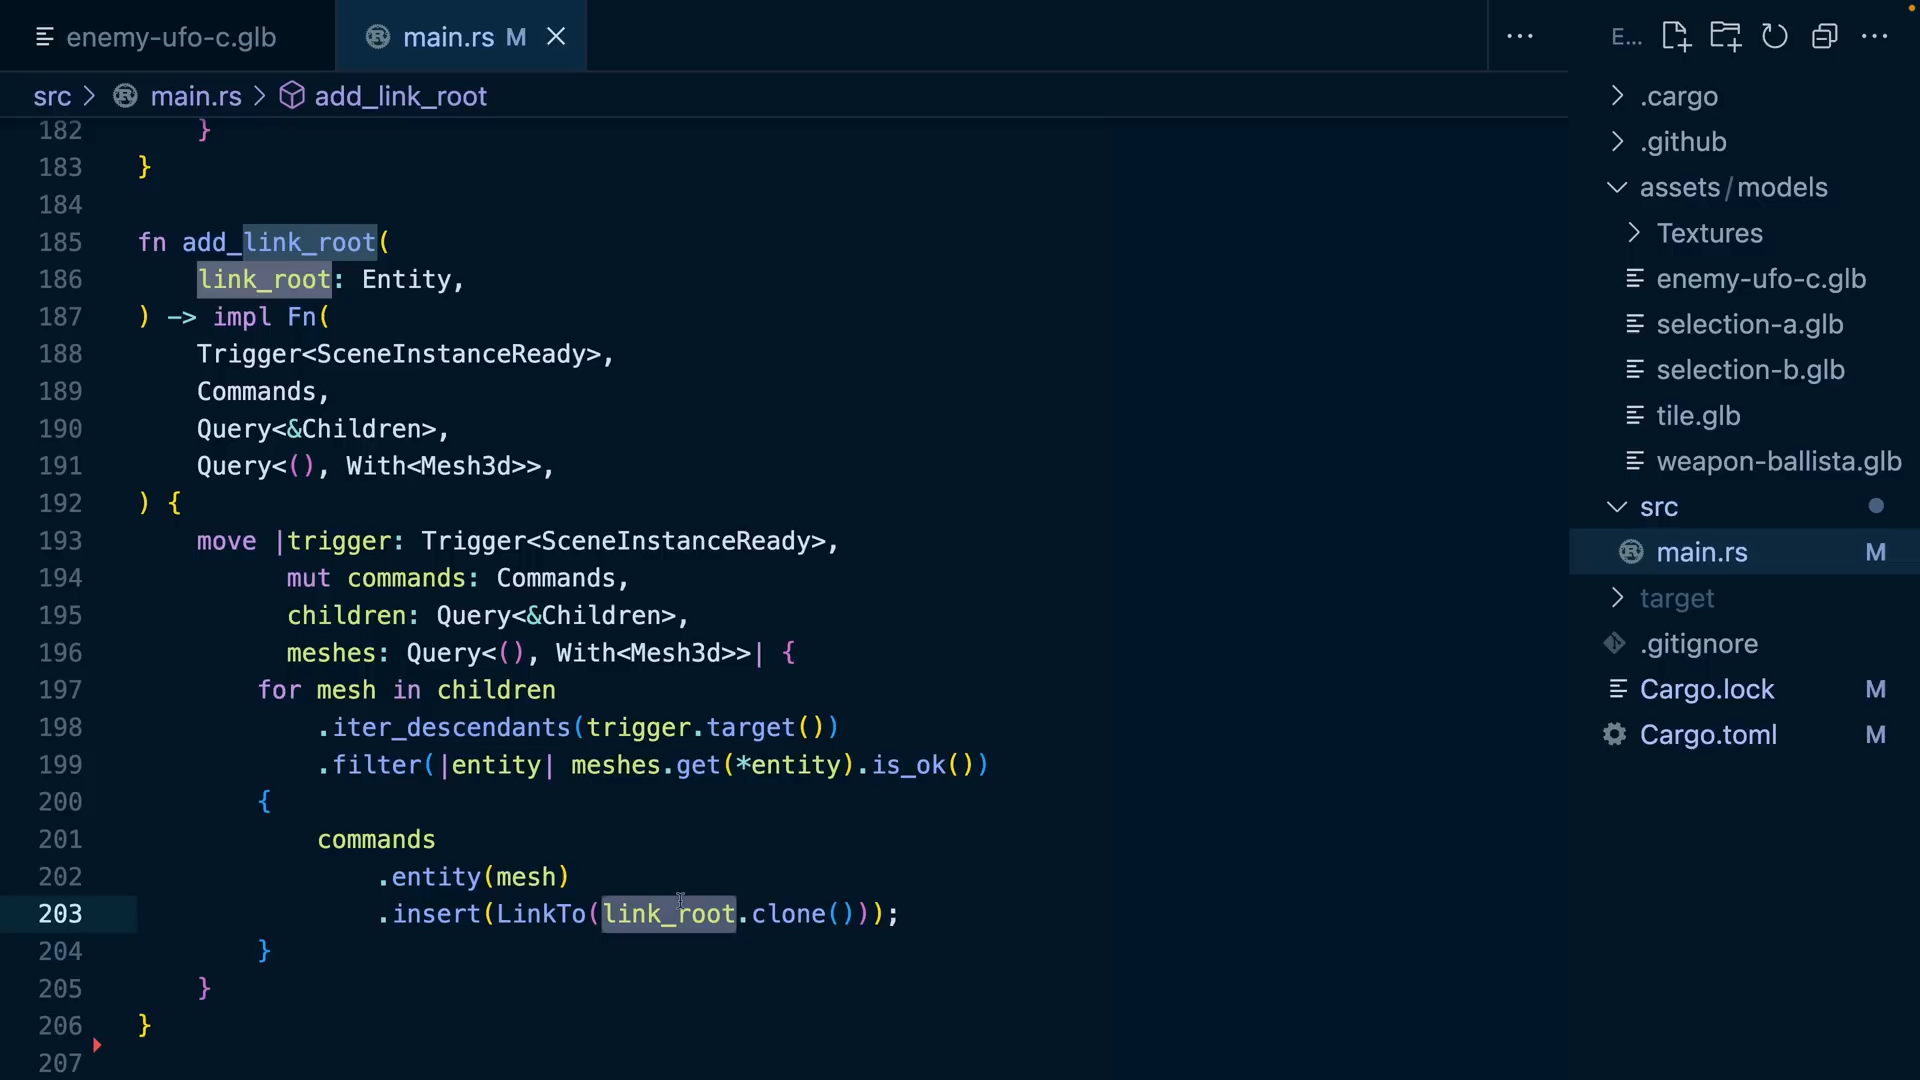 enemy-ufo-c.glb
main.rs M
E...
src > main.rs > add_link_root
182 }
183 }
184
185 fn add_link_root(
186 link_root: Entity,
187 ) -> impl Fn(
188 Trigger<SceneInstanceReady>,
189 Commands,
190 Query<&Children>,
191 Query<(), With<Mesh3d>>,
192 ) {
193 move |trigger: Trigger<SceneInstanceReady>,
194 mut commands: Commands,
195 children: Query<&Children>,
196 meshes: Query<(), With<Mesh3d>>| {
197 for mesh in children
198 .iter_descendants(trigger.target())
199 .filter(|entity| meshes.get(*entity).is_ok())
200 {
201 commands
202 .entity(mesh)
203 .insert(LinkTo(link_root.clone()));
204 }
205 }
206 }
207
.cargo
.github
assets/models
Textures
enemy-ufo-c.glb
selection-a.glb
selection-b.glb
tile.glb
weapon-ballista.glb
src
main.rs M
target
.gitignore
Cargo.lock M
Cargo.toml M